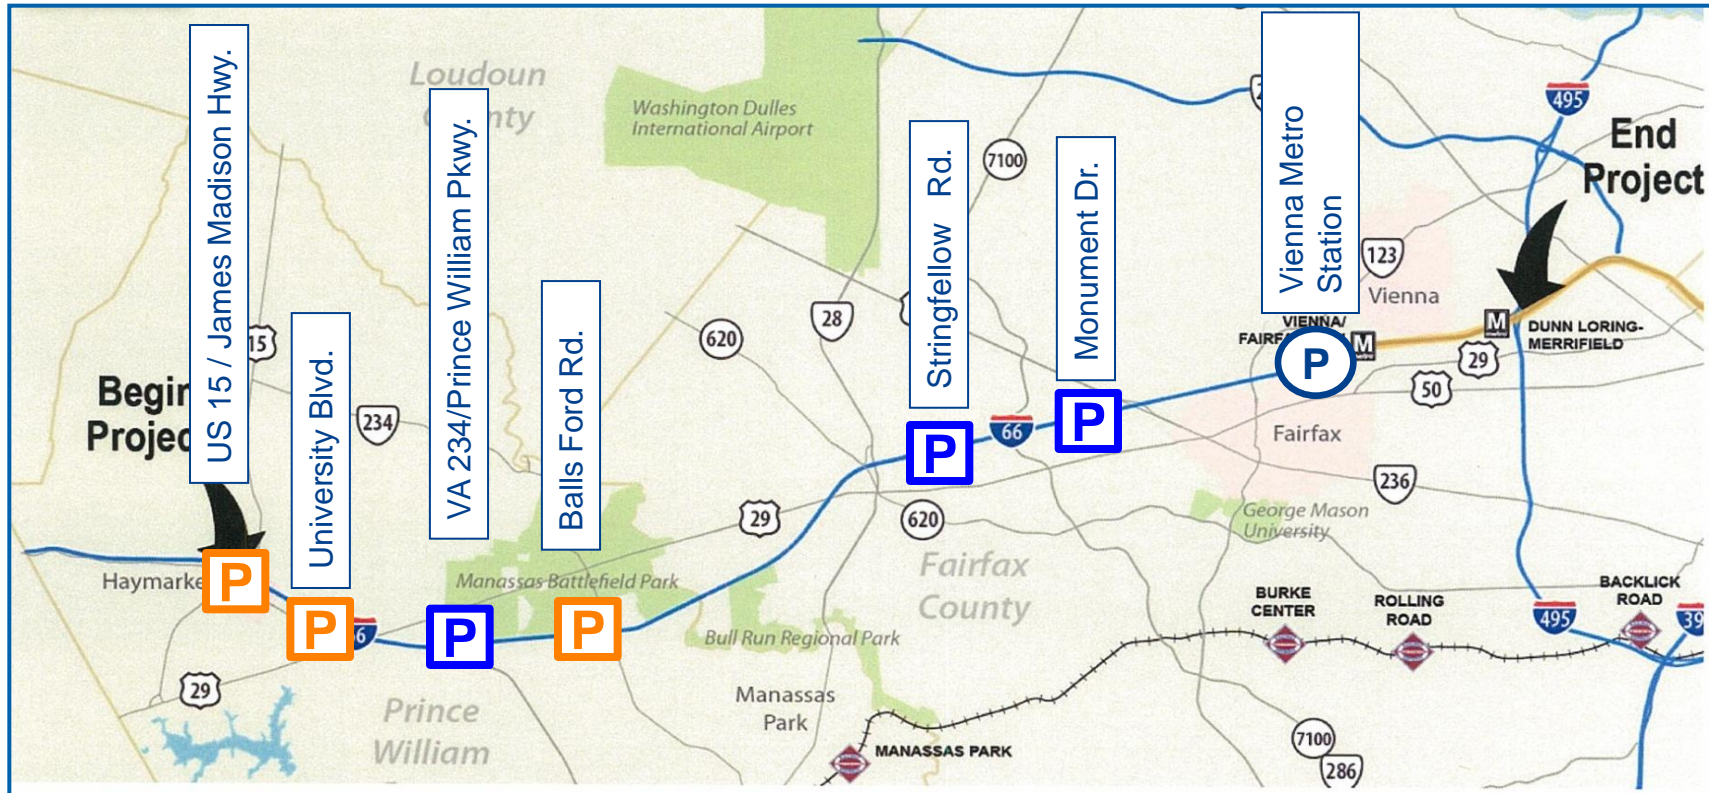 Loudoun
County
Washington Dulles
International Airport
7100
495
End
Project
US 15 / James Madison Hwy.
VA 234/Prince William Pkwy.
Stringfellow Rd.
Monument Dr.
Vienna Metro
Station
123
Vienna
University Blvd.
Balls Ford Rd.
15
620
28
VIENNA/
M
M
DUNN LORING-
MERRIFIELD
P
29
50
Begin
Project
234
P
66
P
Fairfax
236
29
620
George Mason
University
Haymarke
P
Manassas Battlefield Park
Fairfax
County
P
66
P
P
Bull Run Regional Park
BURKE
CENTER
ROLLING
ROAD
BACKLICK
ROAD
495
39
29
Prince
William
Manassas
Park
MANASSAS PARK
7100
286